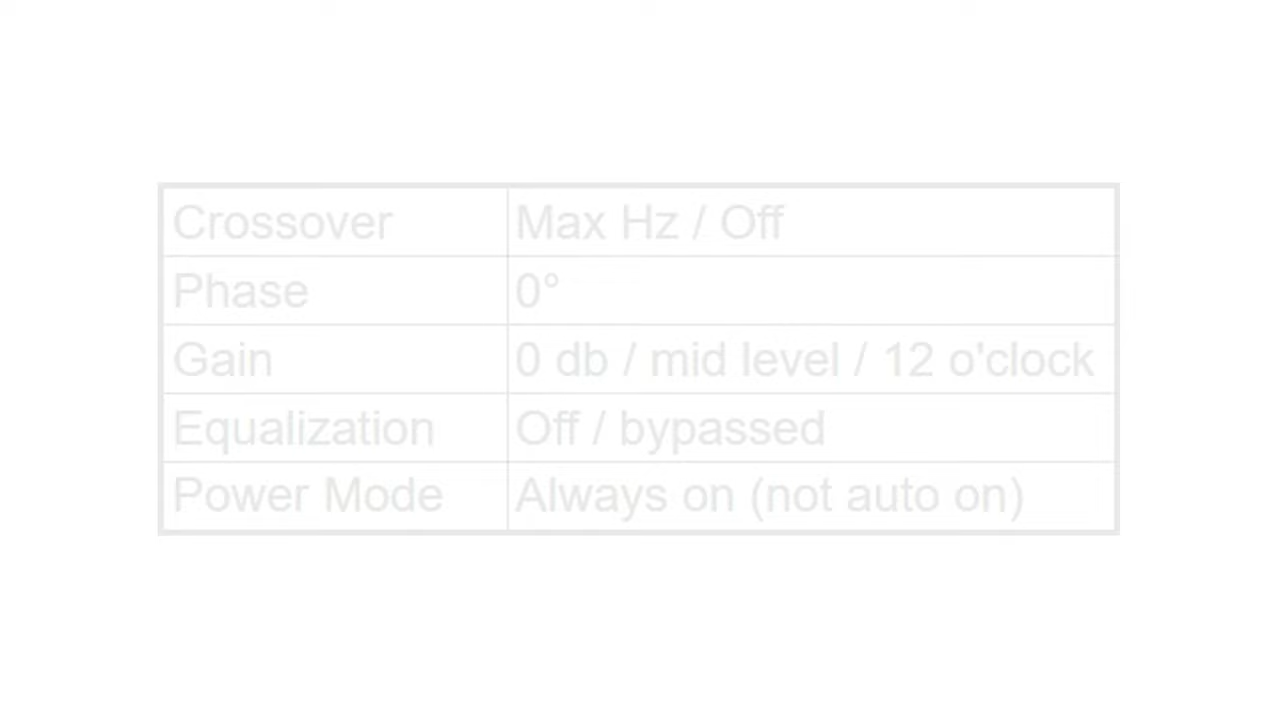 Crossover Max Hz / Off
Phase 0°
Gain 0 db / mid level / 12 o'clock
Equalization Off / bypassed
Power Mode Always on (not auto on)